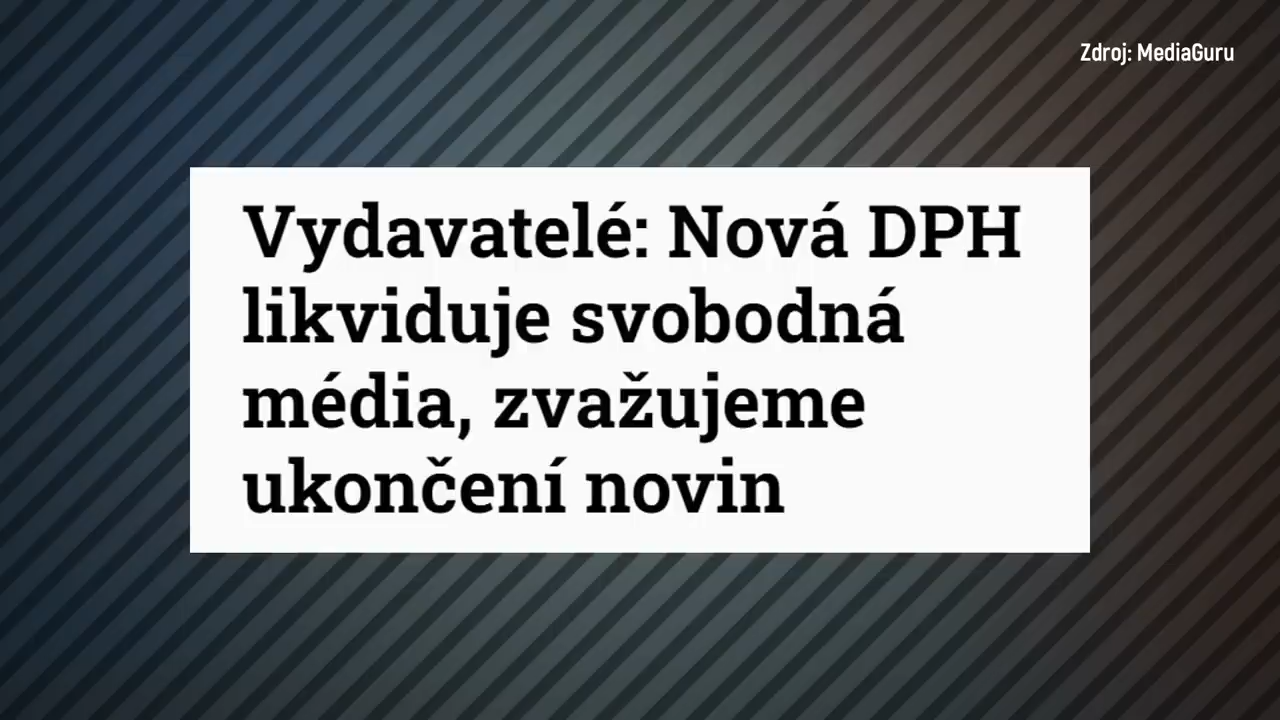 Zdroj: MediaGuru
Vydavatelé: Nová DPH
likviduje svobodná
média, zvažujeme
ukončení novin